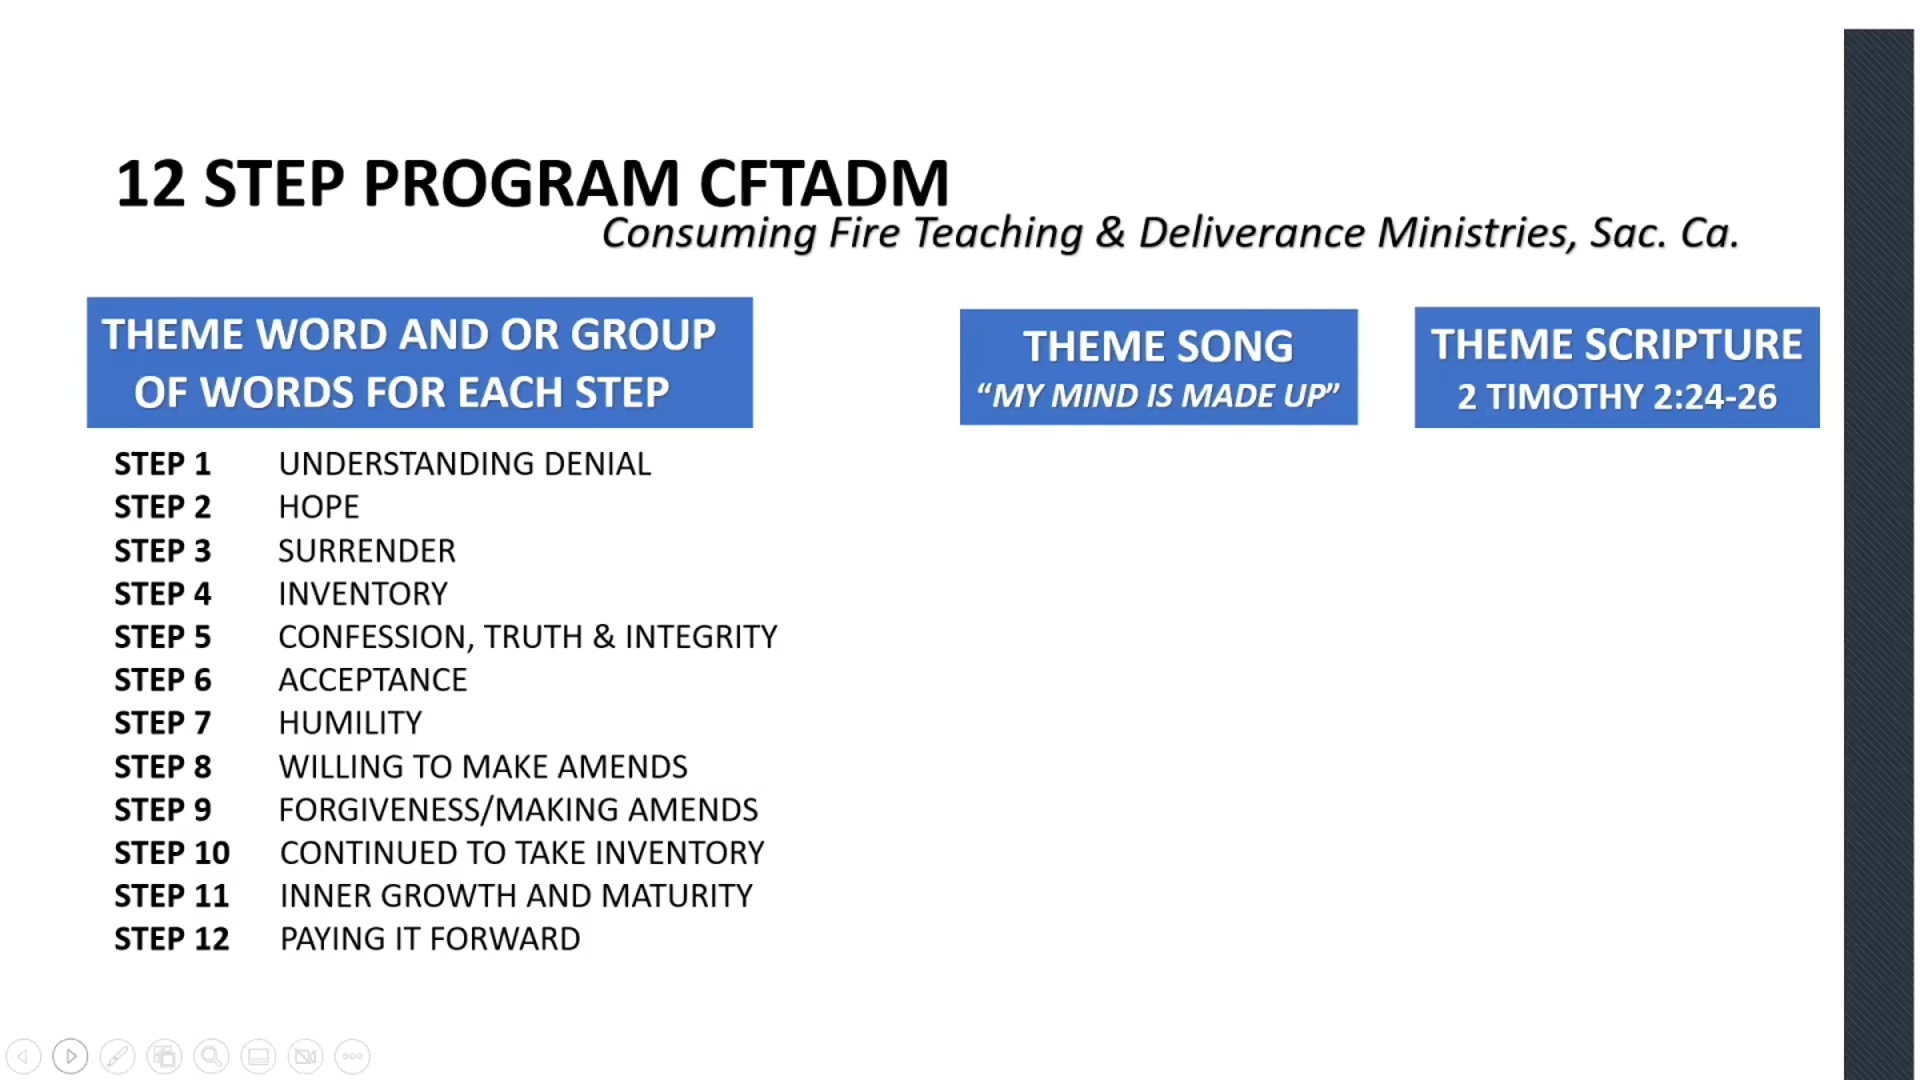 12 STEP PROGRAM CFTADM
Consuming Fire Teaching & Deliverance Ministries, Sac. Ca.
THEME WORD AND OR GROUP
OF WORDS FOR EACH STEP
THEME SONG
“MY MIND IS MADE UP”
THEME SCRIPTURE
2 TIMOTHY 2:24-26
STEP 1 UNDERSTANDING DENIAL
STEP 2 HOPE
STEP 3 SURRENDER
STEP 4 INVENTORY
STEP 5 CONFESSION, TRUTH & INTEGRITY
STEP 6 ACCEPTANCE
STEP 7 HUMILITY
STEP 8 WILLING TO MAKE AMENDS
STEP 9 FORGIVENESS/MAKING AMENDS
STEP 10 CONTINUED TO TAKE INVENTORY
STEP 11 INNER GROWTH AND MATURITY
STEP 12 PAYING IT FORWARD